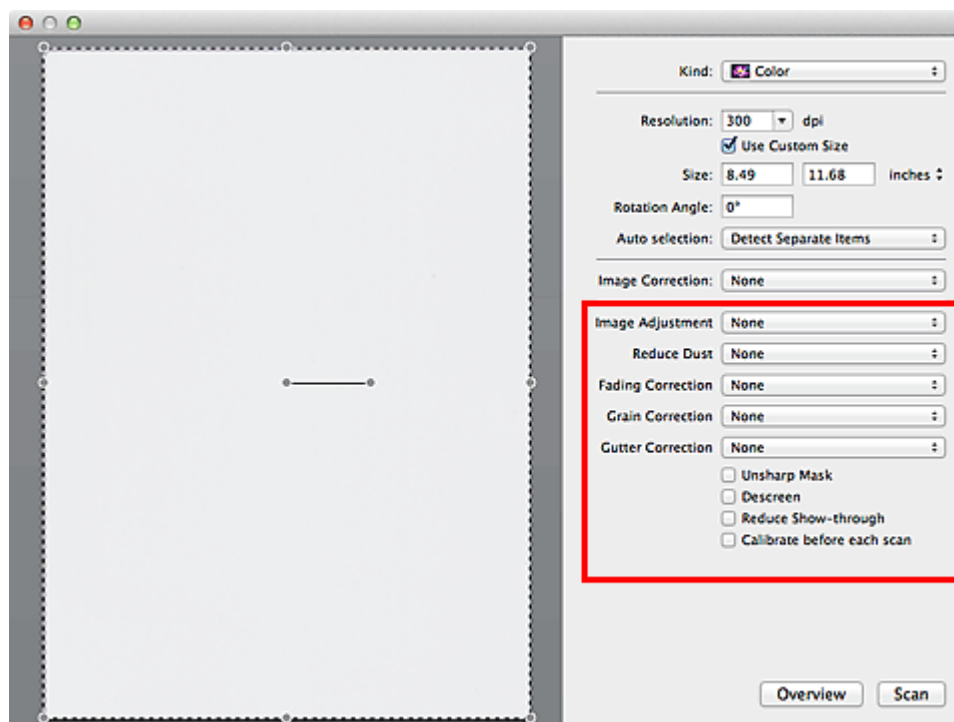 Kind: Color
Resolution: 300 dpi
Use Custom Size
Size: 8.49 11.68 inches
Rotation Angle: 0°
Auto selection: Detect Separate Items
Image Correction: None
Image Adjustment None
Reduce Dust None
Fading Correction None
Grain Correction None
Gutter Correction None
Unsharp Mask
Descreen
Reduce Show-through
Calibrate before each scan
Overview Scan